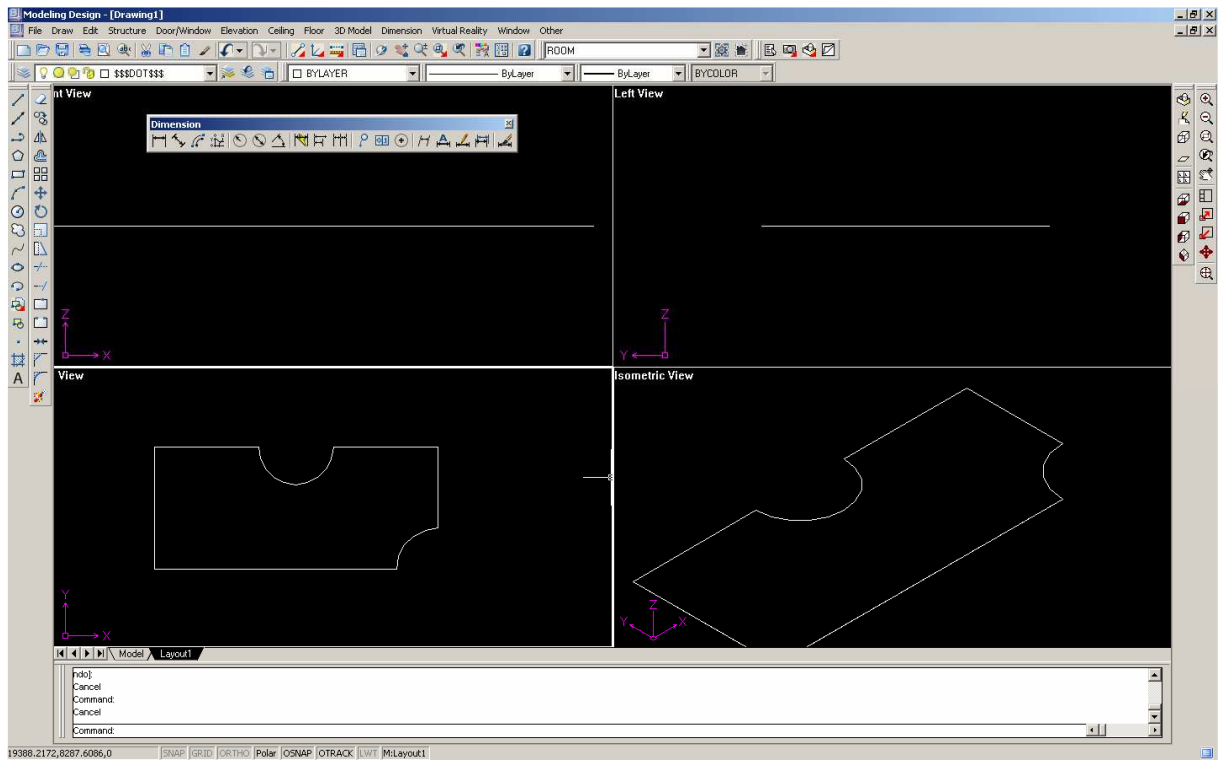 Modeling Design - [Drawing1]
File Draw Edit Structure Door/Window Elevation Ceiling Floor 3D Model Dimension Virtual Reality Window Other
ROOM
$$$DOT$$$ BYLAYER ByLayer ByLayer BYCOLOR
nt View
Left View
Dimension
Z
X
Z
Y
View
Isometric View
Y
X
Z
Y
X
A
Model Layout1
ndo]:
Cancel
Command:
Cancel
Command:
19388.2172,8287.6086,0 SNAP GRID ORTHO Polar OSNAP OTRACK LWT M:Layout1